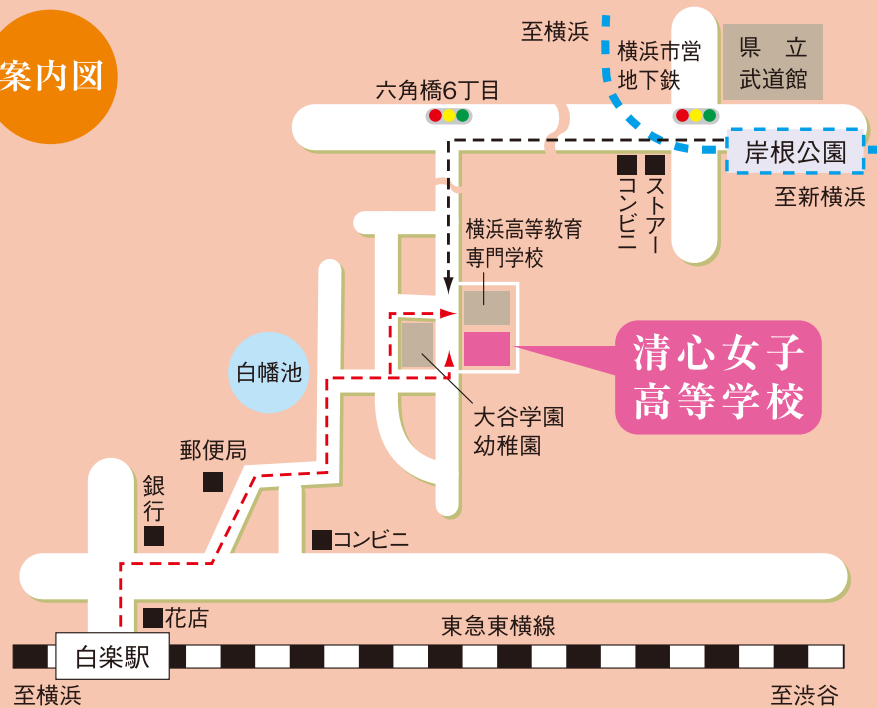 案内図
至横浜
横浜市営
地下鉄
県立
武道館
六角橋6丁目
岸根公園
至新横浜
コンビニ
ストアー
横浜高等教育
専門学校
清心女子
高等学校
白幡池
大谷学園
幼稚園
郵便局
銀行
コンビニ
花店
東急東横線
白楽駅
至横浜
至渋谷